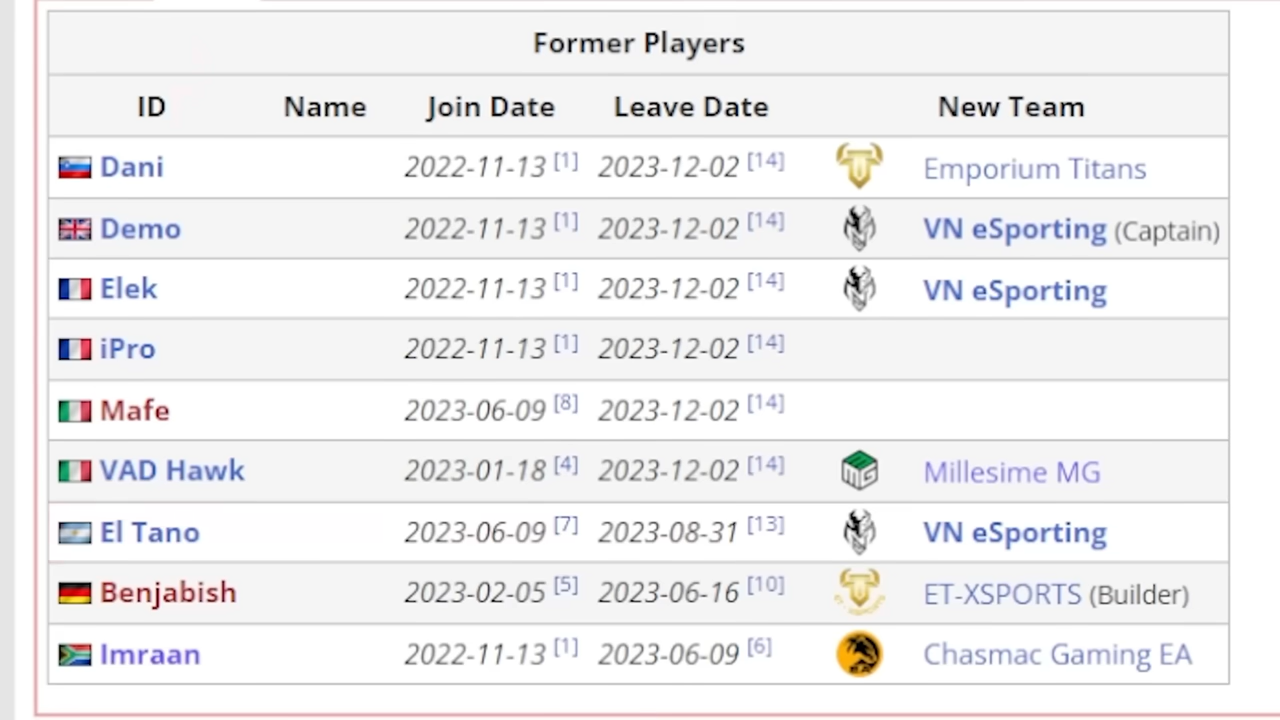 Former Players
ID Name Join Date Leave Date New Team
Dani 2022-11-13 [1] 2023-12-02 [14] Emporium Titans
Demo 2022-11-13 [1] 2023-12-02 [14] VN eSporting (Captain)
Elek 2022-11-13 [1] 2023-12-02 [14] VN eSporting
iPro 2022-11-13 [1] 2023-12-02 [14]
Mafe 2023-06-09 [8] 2023-12-02 [14]
VAD Hawk 2023-01-18 [4] 2023-12-02 [14] Millesime MG
El Tano 2023-06-09 [7] 2023-08-31 [13] VN eSporting
Benjabish 2023-02-05 [5] 2023-06-16 [10] ET-XSPORTS (Builder)
Imraan 2022-11-13 [1] 2023-06-09 [6] Chasmac Gaming EA